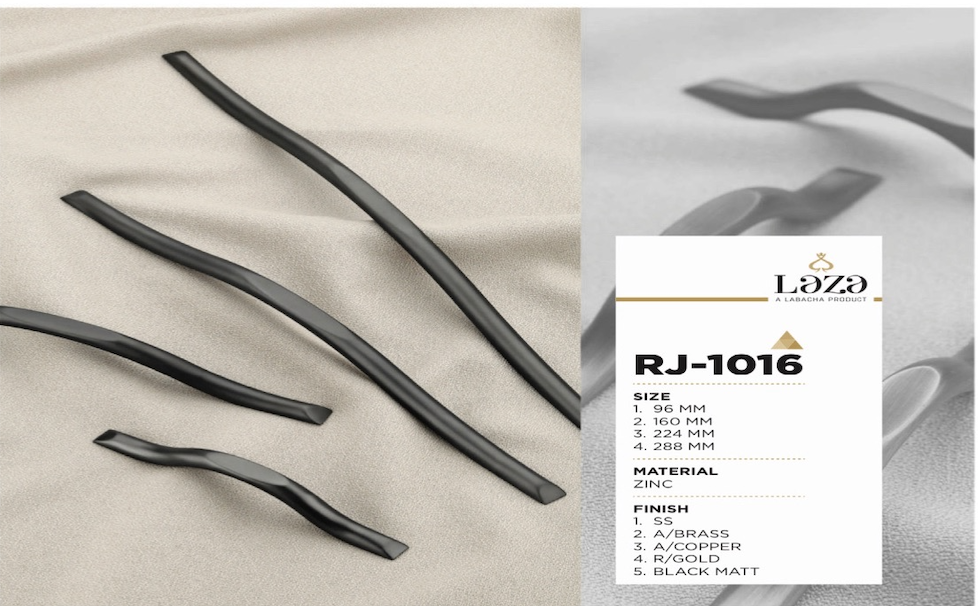 Laza
A LABACHA PRODUCT
RJ-1016
SIZE
1. 96 MM
2. 160 MM
3. 224 MM
4. 288 MM
MATERIAL
ZINC
FINISH
1. SS
2. A/BRASS
3. A/COPPER
4. R/GOLD
5. BLACK MATT